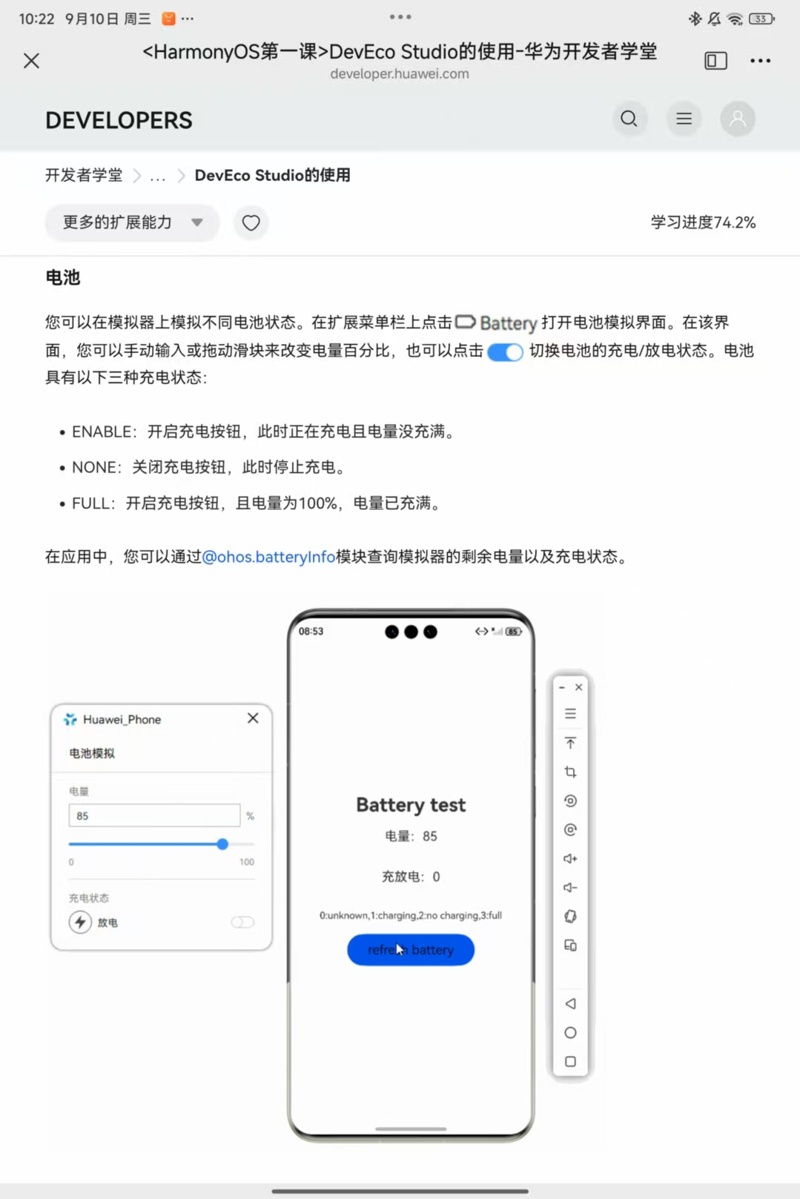 10:22 9月10日 周三
33
<HarmonyOS第一课>DevEco Studio的使用-华为开发者学堂
developer.huawei.com
DEVELOPERS
开发者学堂 > ... > DevEco Studio的使用
更多的扩展能力
学习进度74.2%
电池
您可以在模拟器上模拟不同电池状态。在扩展菜单栏上点击 Battery 打开电池模拟界面。在该界
面，您可以手动输入或拖动滑块来改变电量百分比，也可以点击 切换电池的充电/放电状态。电池
具有以下三种充电状态：
• ENABLE：开启充电按钮，此时正在充电且电量没充满。
• NONE：关闭充电按钮，此时停止充电。
• FULL：开启充电按钮，且电量为100%，电量已充满。
在应用中，您可以通过@ohos.batteryInfo模块查询模拟器的剩余电量以及充电状态。
08:53
85
Huawei_Phone
电池模拟
电量
85 %
0 100
充电状态
放电
Battery test
电量：85
充放电：0
0:unknown,1:charging,2:no charging,3:full
refresh battery